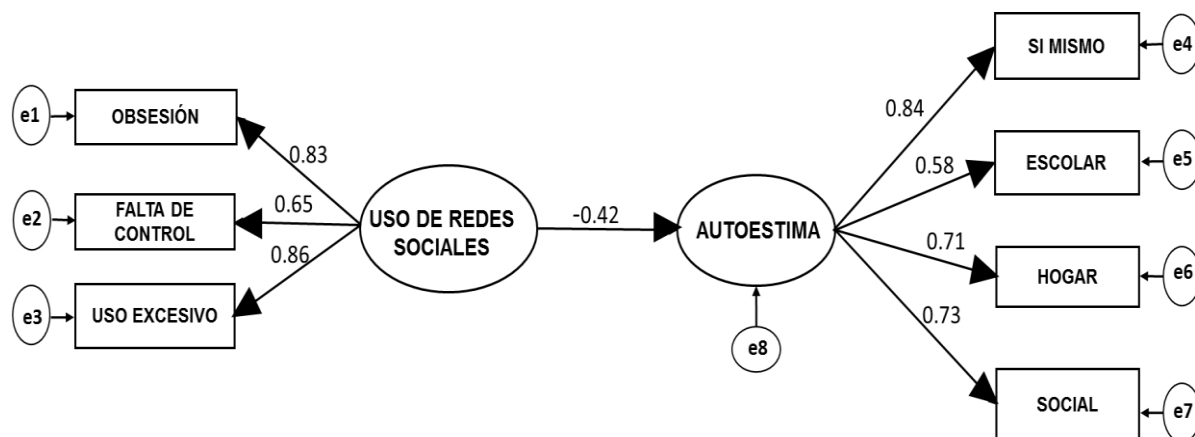 e1
OBSESIÓN
0.83
e2
FALTA DE
CONTROL
0.65
e3
USO EXCESIVO
0.86
USO DE REDES
SOCIALES
-0.42
AUTOESTIMA
e8
0.84
SI MISMO
e4
0.58
ESCOLAR
e5
0.71
HOGAR
e6
0.73
SOCIAL
e7